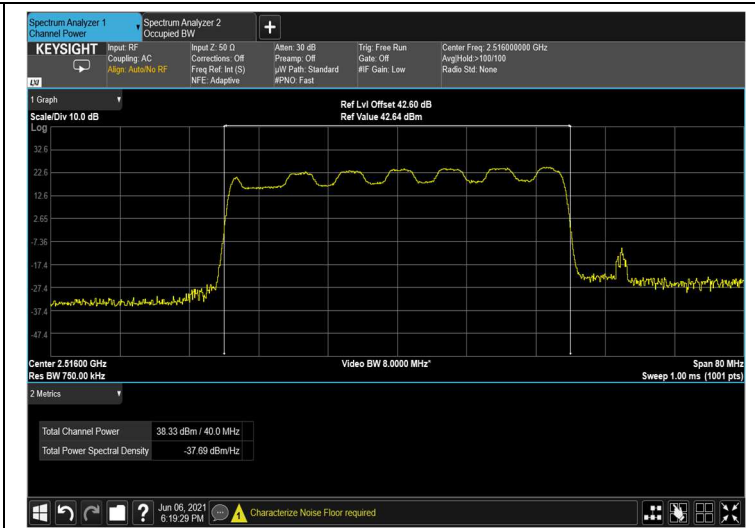 Spectrum Analyzer 1
Channel Power
Spectrum Analyzer 2
Occupied BW
KEYSIGHT
LXI
Input: RF
Coupling: AC
Align: Auto/No RF
Input Z: 50 Ω
Corrections: Off
Freq Ref: Int (S)
NFE: Adaptive
Atten: 30 dB
Preamp: Off
µW Path: Standard
#PNO: Fast
Trig: Free Run
Gate: Off
#IF Gain: Low
Center Freq: 2.516000000 GHz
Avg|Hold:>100/100
Radio Std: None
1 Graph
Scale/Div 10.0 dB
Ref Lvl Offset 42.60 dB
Ref Value 42.64 dBm
Log
32.6
22.6
12.6
2.65
-7.36
-17.4
-27.4
-37.4
-47.4
Center 2.51600 GHz
Video BW 8.0000 MHz*
Span 80 MHz
Res BW 750.00 kHz
Sweep 1.00 ms (1001 pts)
2 Metrics
Total Channel Power 38.33 dBm / 40.0 MHz
Total Power Spectral Density -37.69 dBm/Hz
Jun 06, 2021
6:19:29 PM
1
Characterize Noise Floor required